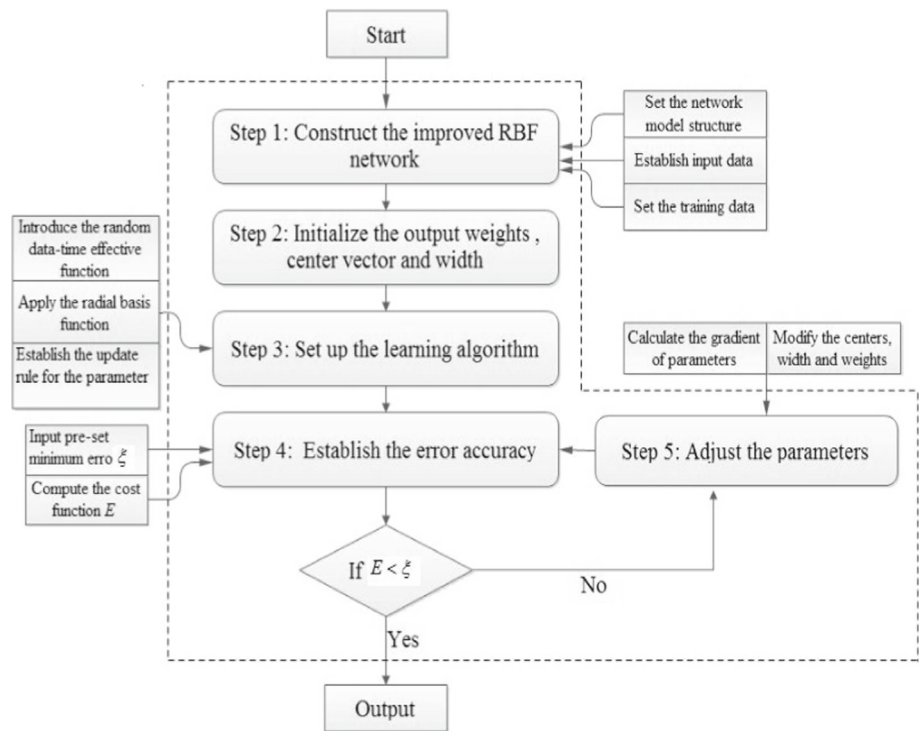 Start
Step 1: Construct the improved RBF
network
Set the network
model structure
Establish input data
Set the training data
Step 2: Initialize the output weights ,
center vector and width
Introduce the random
data-time effective
function
Apply the radial basis
function
Establish the update
rule for the parameter
Step 3: Set up the learning algorithm
Calculate the gradient
of parameters
Modify the centers,
width and weights
Input pre-set
minimum erro ξ
Compute the cost
function E
Step 4: Establish the error accuracy
Step 5: Adjust the parameters
If E < ξ
No
Yes
Output